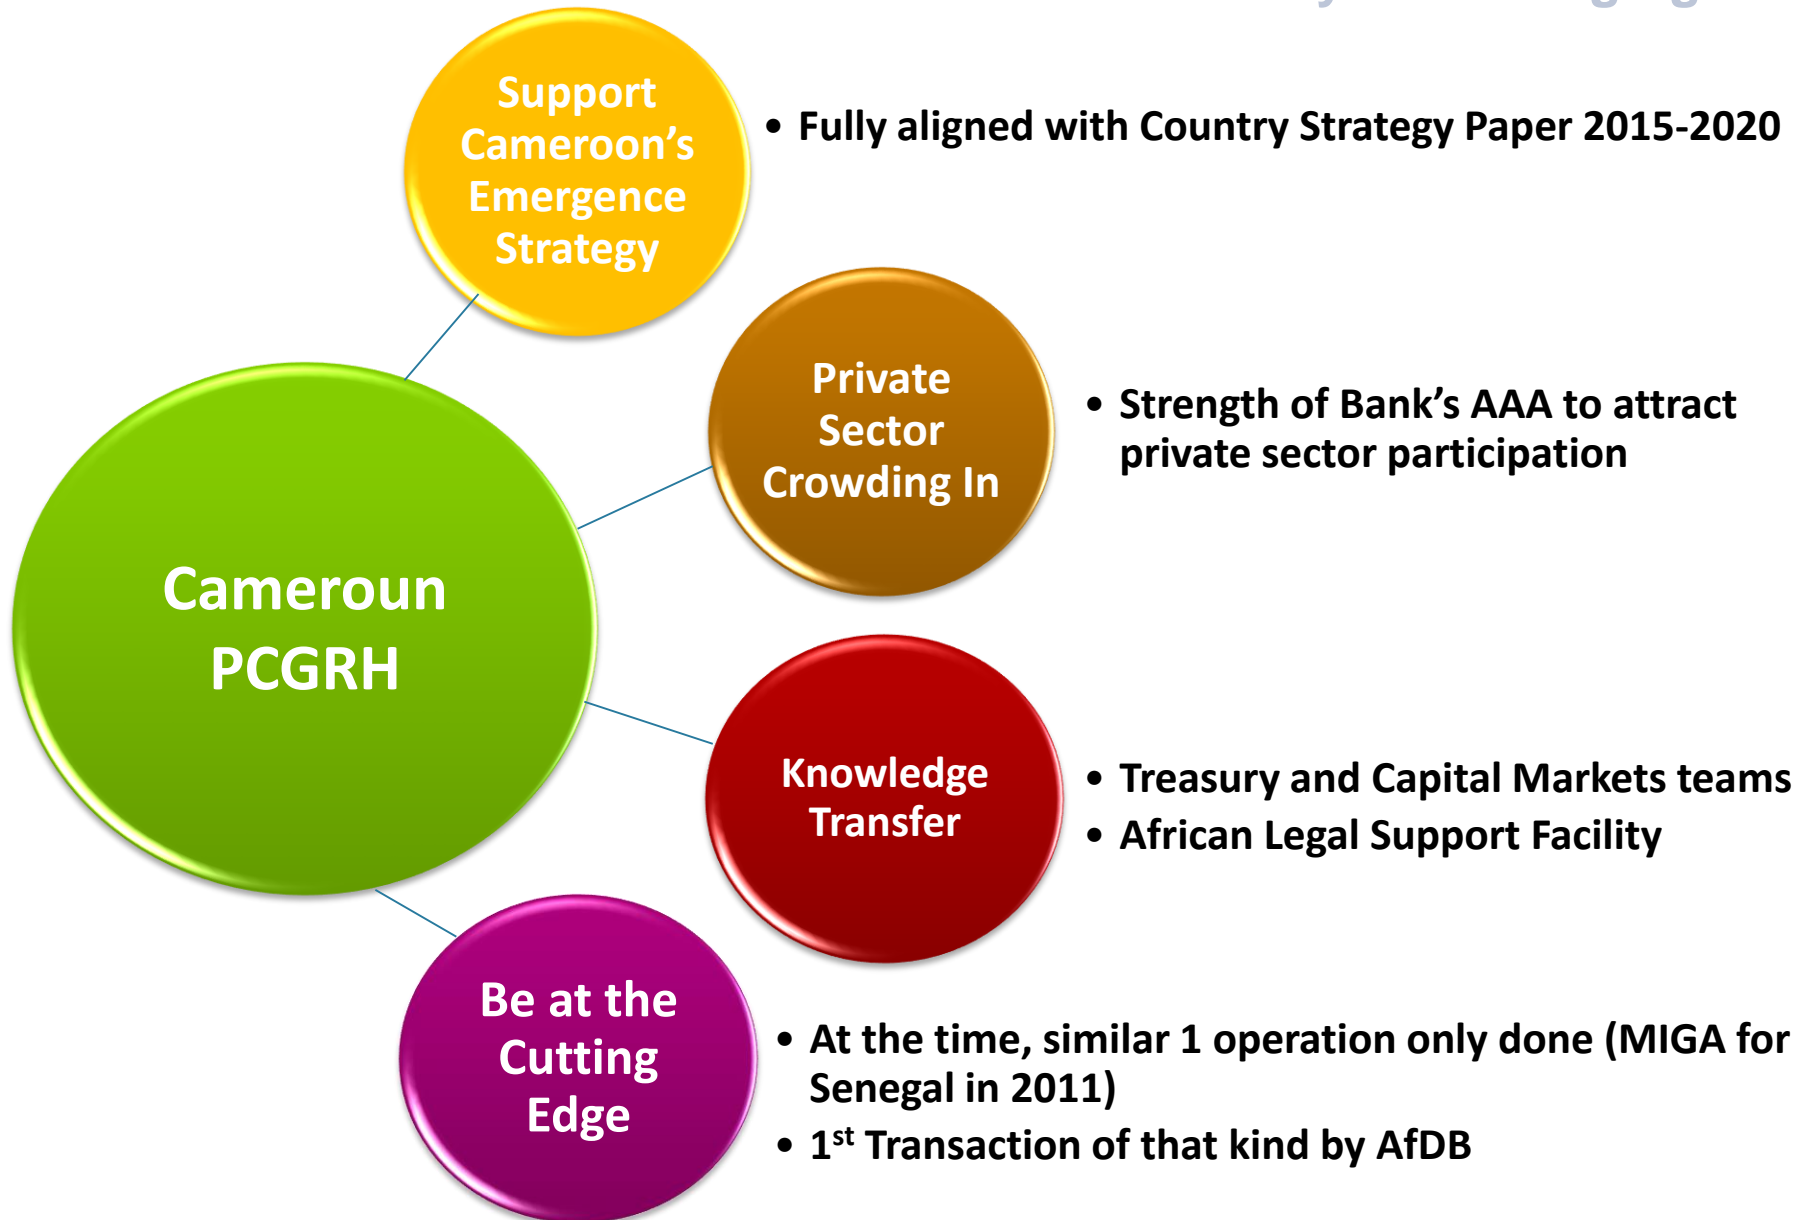 Support
Cameroon's
Emergence
Strategy
• Fully aligned with Country Strategy Paper 2015-2020
Private
Sector
Crowding In
• Strength of Bank's AAA to attract
private sector participation
Cameroun
PCGRH
Knowledge
Transfer
• Treasury and Capital Markets teams
• African Legal Support Facility
Be at the
Cutting
Edge
• At the time, similar 1 operation only done (MIGA for
Senegal in 2011)
• 1st Transaction of that kind by AfDB